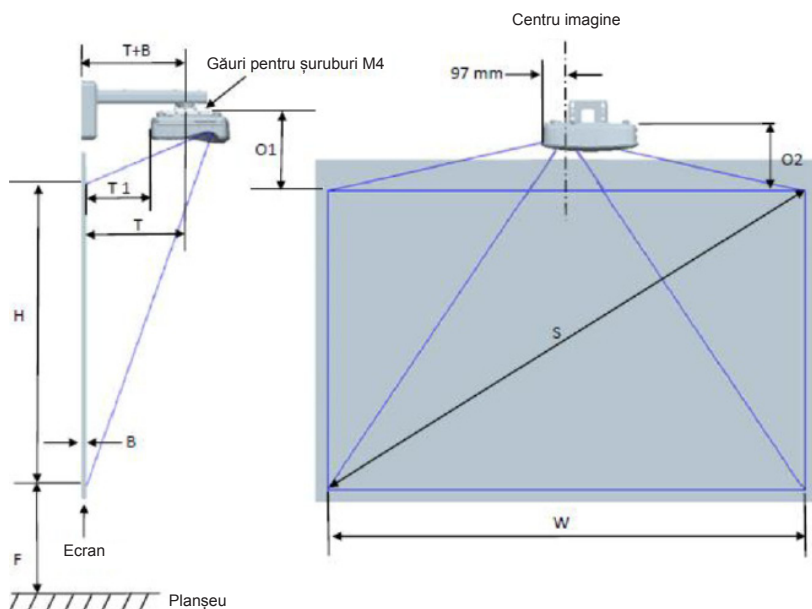 Centru imagine
T+B
Găuri pentru șuruburi M4
97 mm
O1
O2
T 1
T
H
S
B
W
Ecran
F
Planșeu